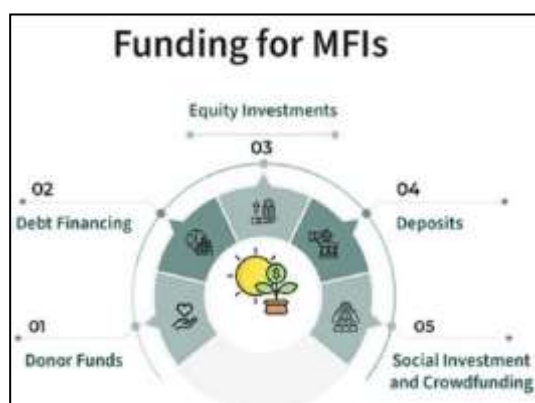 Funding for MFIs
Equity Investments
03
02
Debt Financing
04
Deposits
01
Donor Funds
05
Social Investment
and Crowdfunding